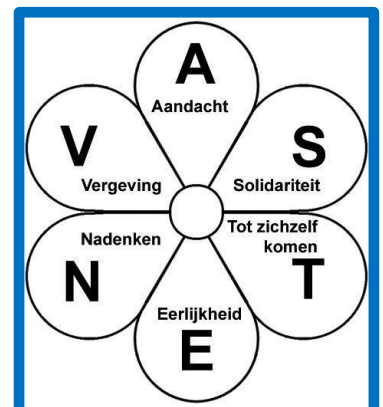 A
Aandacht
S
Solidariteit
Tot zichzelf
komen
T
Eerlijkheid
E
Nadenken
N
V
Vergeving